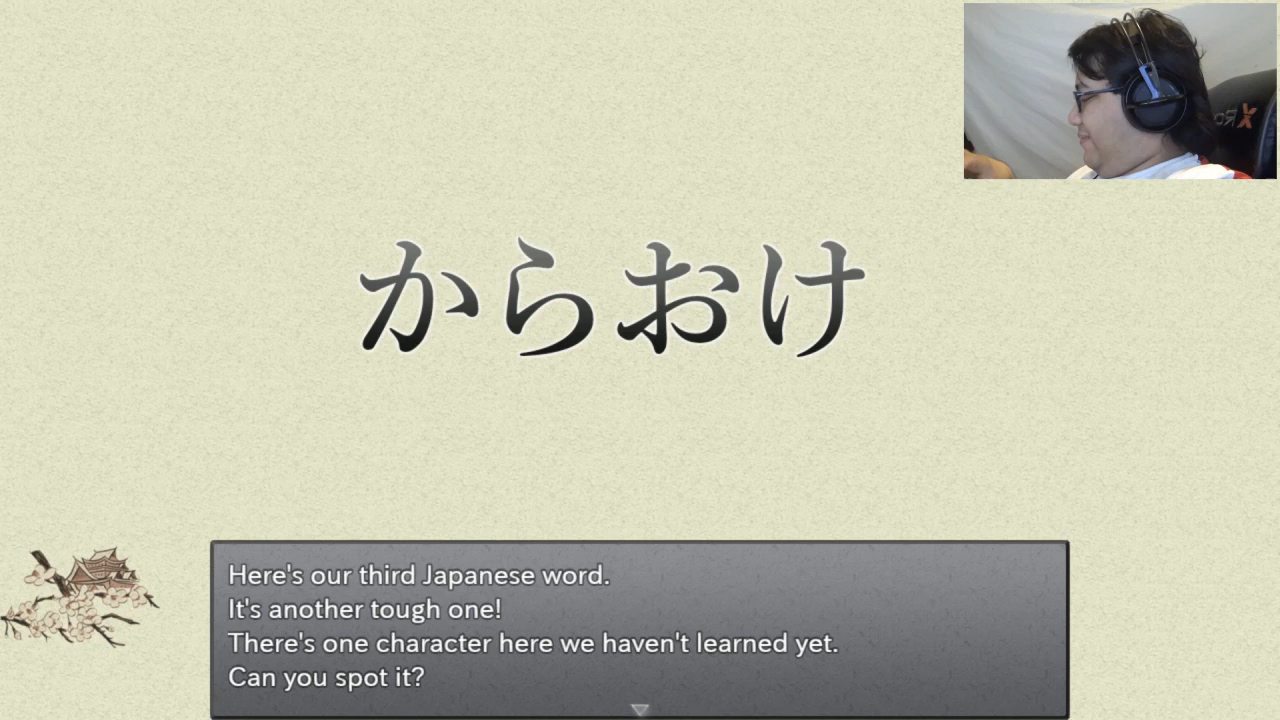 からおけ
Here's our third Japanese word.
It's another tough one!
There's one character here we haven't learned yet.
Can you spot it?